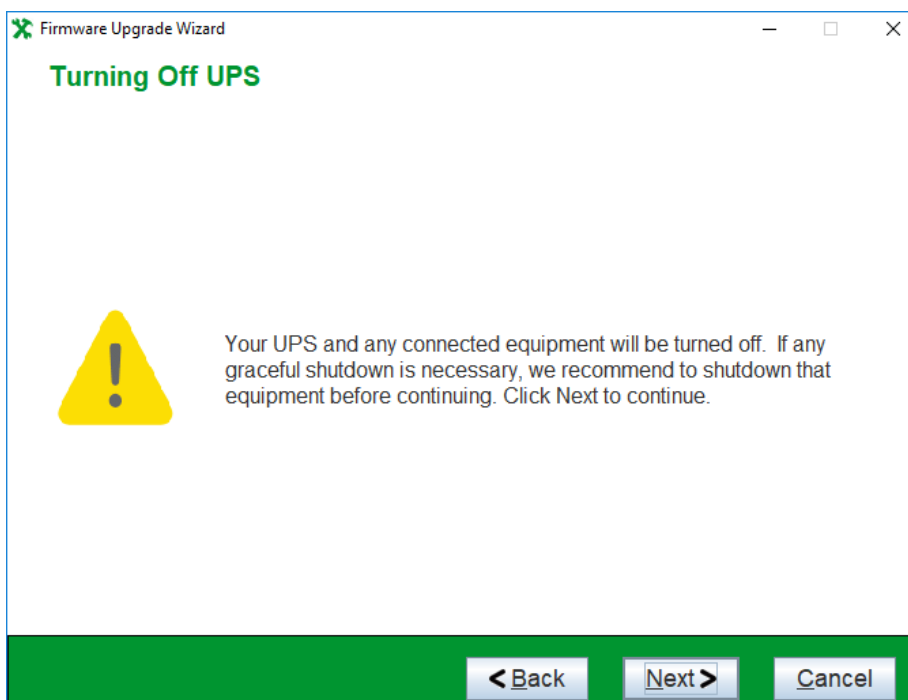 Firmware Upgrade Wizard
Turning Off UPS
Your UPS and any connected equipment will be turned off. If any
graceful shutdown is necessary, we recommend to shutdown that
equipment before continuing. Click Next to continue.
< Back
Next >
Cancel